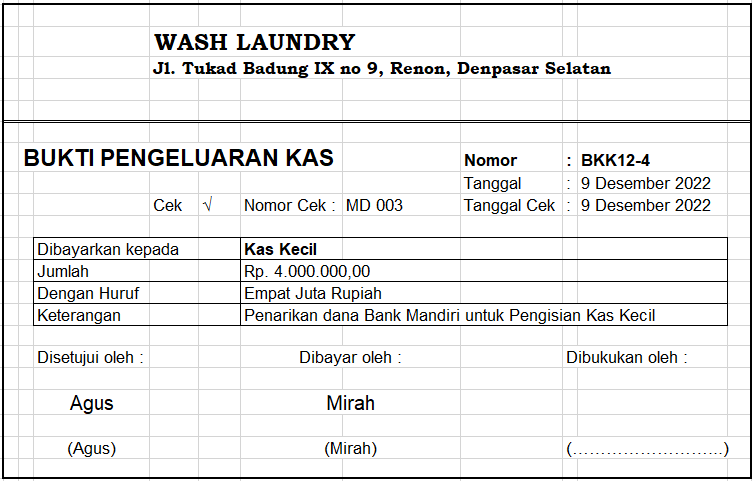 WASH LAUNDRY
Jl. Tukad Badung IX no 9, Renon, Denpasar Selatan
BUKTI PENGELUARAN KAS
Nomor : BKK12-4
Tanggal : 9 Desember 2022
Cek √ Nomor Cek : MD 003 Tanggal Cek : 9 Desember 2022
Dibayarkan kepada Kas Kecil
Jumlah Rp. 4.000.000,00
Dengan Huruf Empat Juta Rupiah
Keterangan Penarikan dana Bank Mandiri untuk Pengisian Kas Kecil
Disetujui oleh : Dibayar oleh : Dibukukan oleh :
Agus Mirah
(Agus) (Mirah) (……………………...)